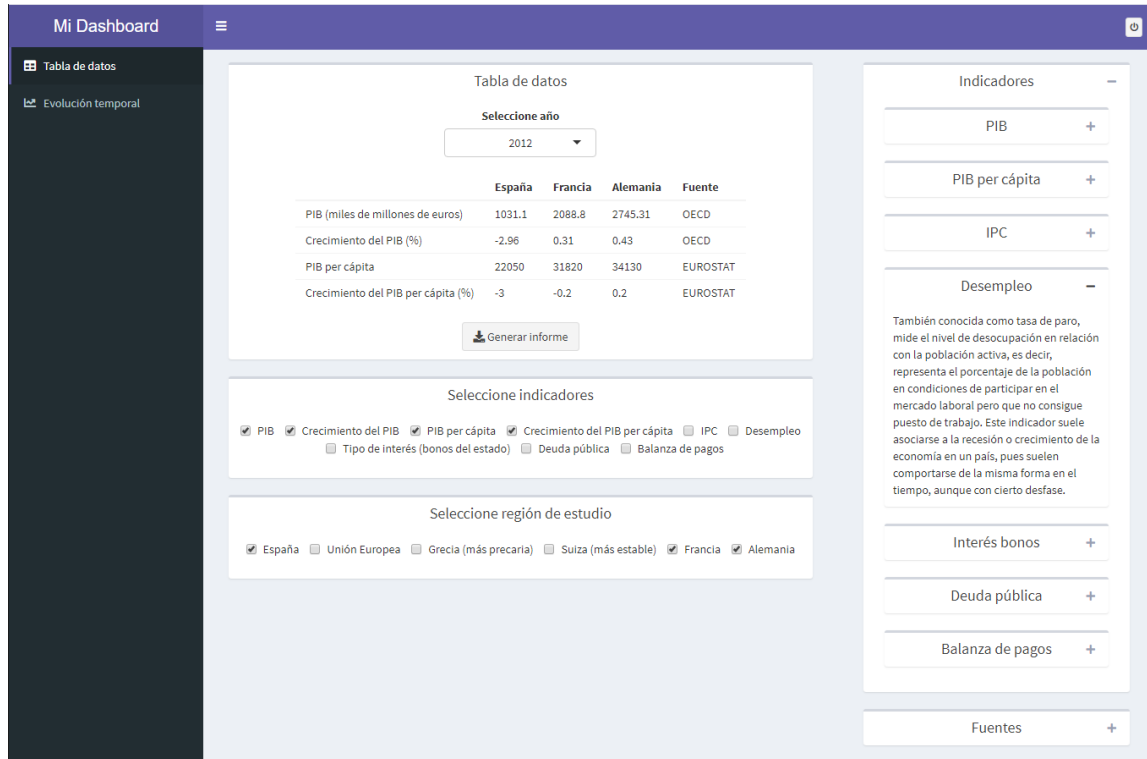 Mi Dashboard
Tabla de datos
Evolución temporal
Tabla de datos
Seleccione año
2012
España Francia Alemania Fuente
PIB (miles de millones de euros) 1031.1 2088.8 2745.31 OECD
Crecimiento del PIB (%) -2.96 0.31 0.43 OECD
PIB per cápita 22050 31820 34130 EUROSTAT
Crecimiento del PIB per cápita (%) -3 -0.2 0.2 EUROSTAT
Generar informe
Seleccione indicadores
PIB Crecimiento del PIB PIB per cápita Crecimiento del PIB per cápita IPC Desempleo
Tipo de interés (bonos del estado) Deuda pública Balanza de pagos
Seleccione región de estudio
España Unión Europea Grecia (más precaria) Suiza (más estable) Francia Alemania
Indicadores
PIB
PIB per cápita
IPC
Desempleo
También conocida como tasa de paro,
mide el nivel de desocupación en relación
con la población activa, es decir,
representa el porcentaje de la población
en condiciones de participar en el
mercado laboral pero que no consigue
puesto de trabajo. Este indicador suele
asociarse a la recesión o crecimiento de la
economía en un país, pues suelen
comportarse de la misma forma en el
tiempo, aunque con cierto desfase.
Interés bonos
Deuda pública
Balanza de pagos
Fuentes